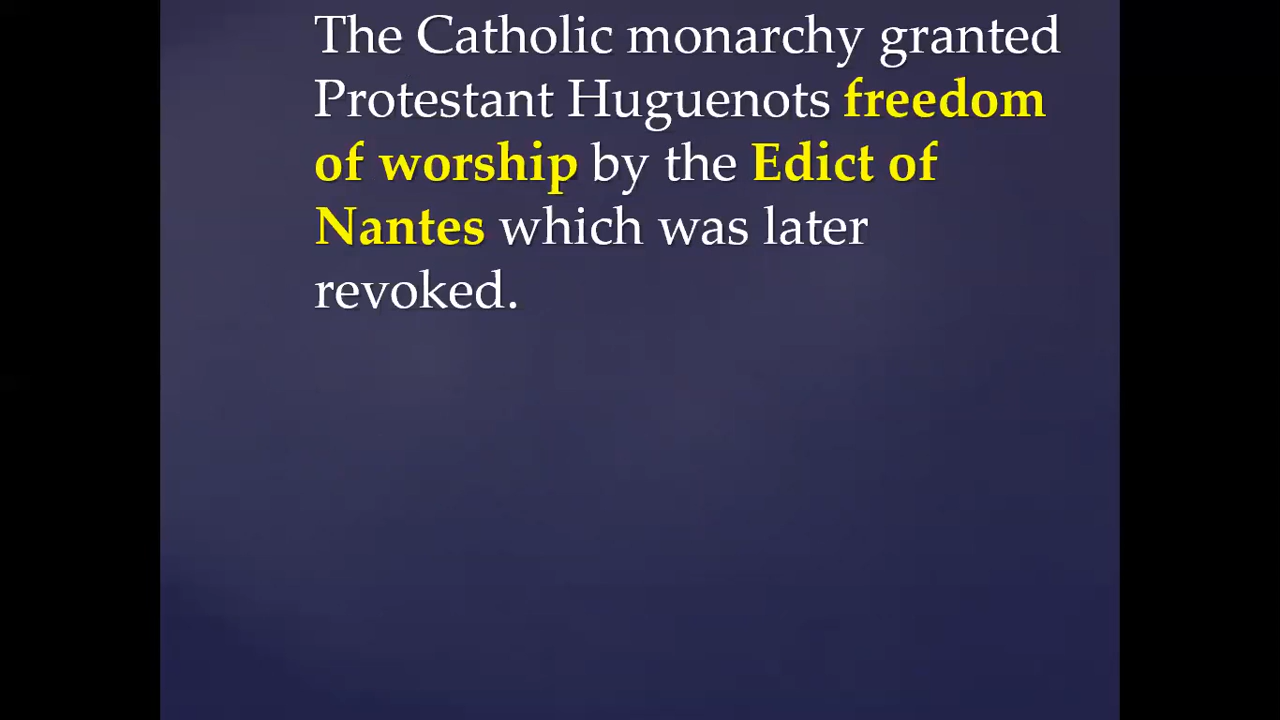 The Catholic monarchy granted
Protestant Huguenots freedom
of worship by the Edict of
Nantes which was later
revoked.